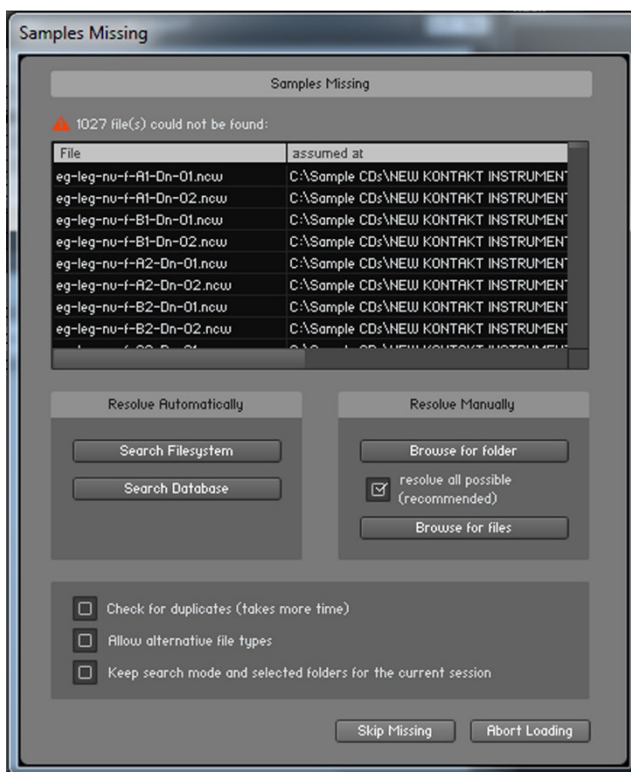 Samples Missing
Samples Missing
1027 file(s) could not be found:
File assumed at
eg-leg-nv-f-A1-Dn-01.ncw C:\Sample CDs\NEW KONTAKT INSTRUMENT
eg-leg-nv-f-A1-Dn-02.ncw C:\Sample CDs\NEW KONTAKT INSTRUMENT
eg-leg-nv-f-B1-Dn-01.ncw C:\Sample CDs\NEW KONTAKT INSTRUMENT
eg-leg-nv-f-B1-Dn-02.ncw C:\Sample CDs\NEW KONTAKT INSTRUMENT
eg-leg-nv-f-A2-Dn-01.ncw C:\Sample CDs\NEW KONTAKT INSTRUMENT
eg-leg-nv-f-A2-Dn-02.ncw C:\Sample CDs\NEW KONTAKT INSTRUMENT
eg-leg-nv-f-B2-Dn-01.ncw C:\Sample CDs\NEW KONTAKT INSTRUMENT
eg-leg-nv-f-B2-Dn-02.ncw C:\Sample CDs\NEW KONTAKT INSTRUMENT
Resolve Automatically
Search Filesystem
Search Database
Resolve Manually
Browse for folder
resolve all possible
(recommended)
Browse for files
Check for duplicates (takes more time)
Allow alternative file types
Keep search mode and selected folders for the current session
Skip Missing Abort Loading